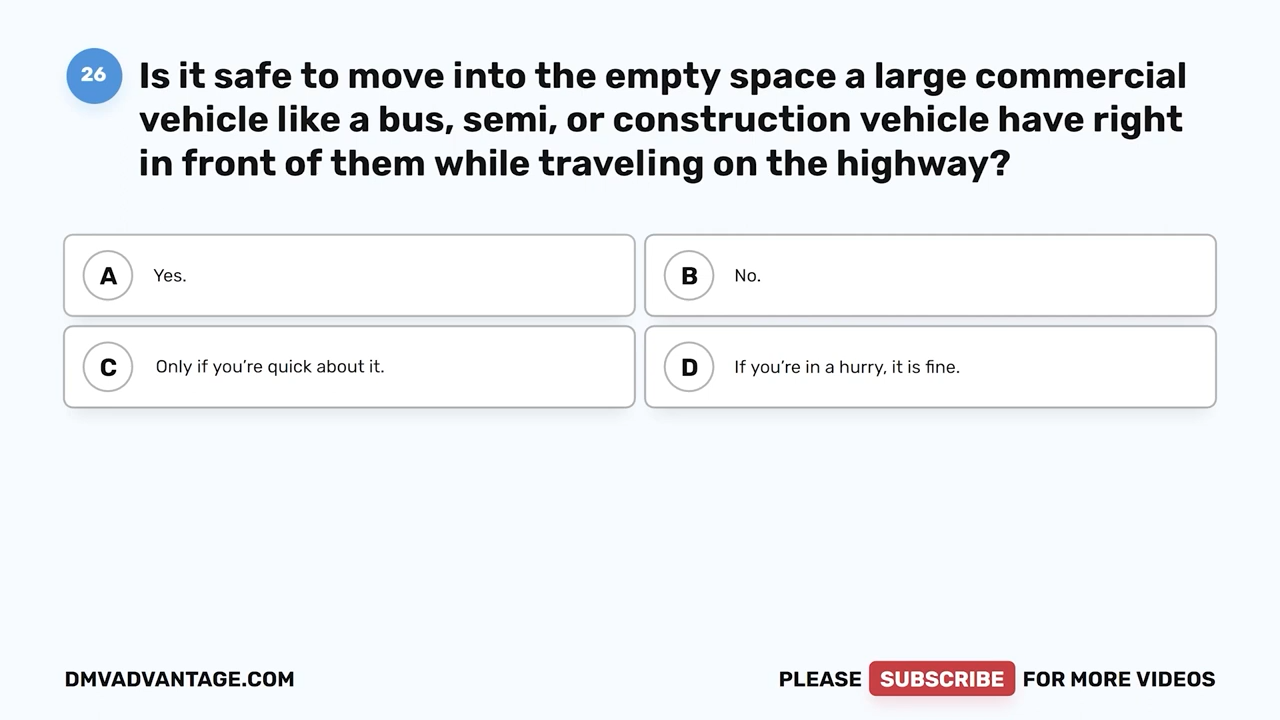 26
Is it safe to move into the empty space a large commercial
vehicle like a bus, semi, or construction vehicle have right
in front of them while traveling on the highway?
A Yes.
B No.
C Only if you’re quick about it.
D If you’re in a hurry, it is fine.
DMVADVANTAGE.COM
PLEASE SUBSCRIBE FOR MORE VIDEOS